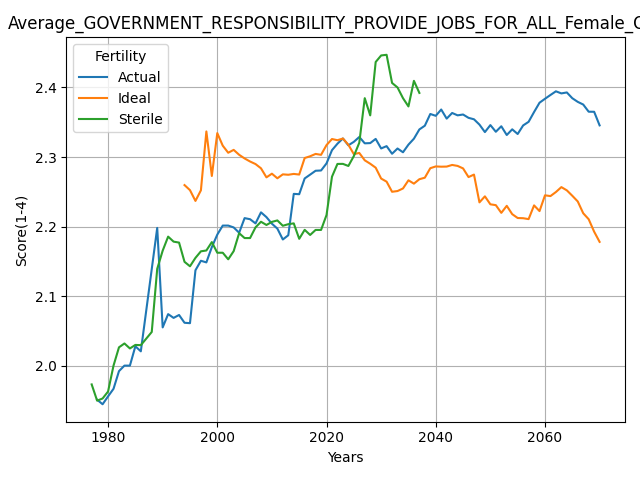 Average_GOVERNMENT_RESPONSIBILITY_PROVIDE_JOBS_FOR_ALL_Female_
Fertility
Actual
Ideal
Sterile
2.4
2.3
2.2
2.1
2.0
Score(1-4)
1980
2000
2020
2040
2060
Years